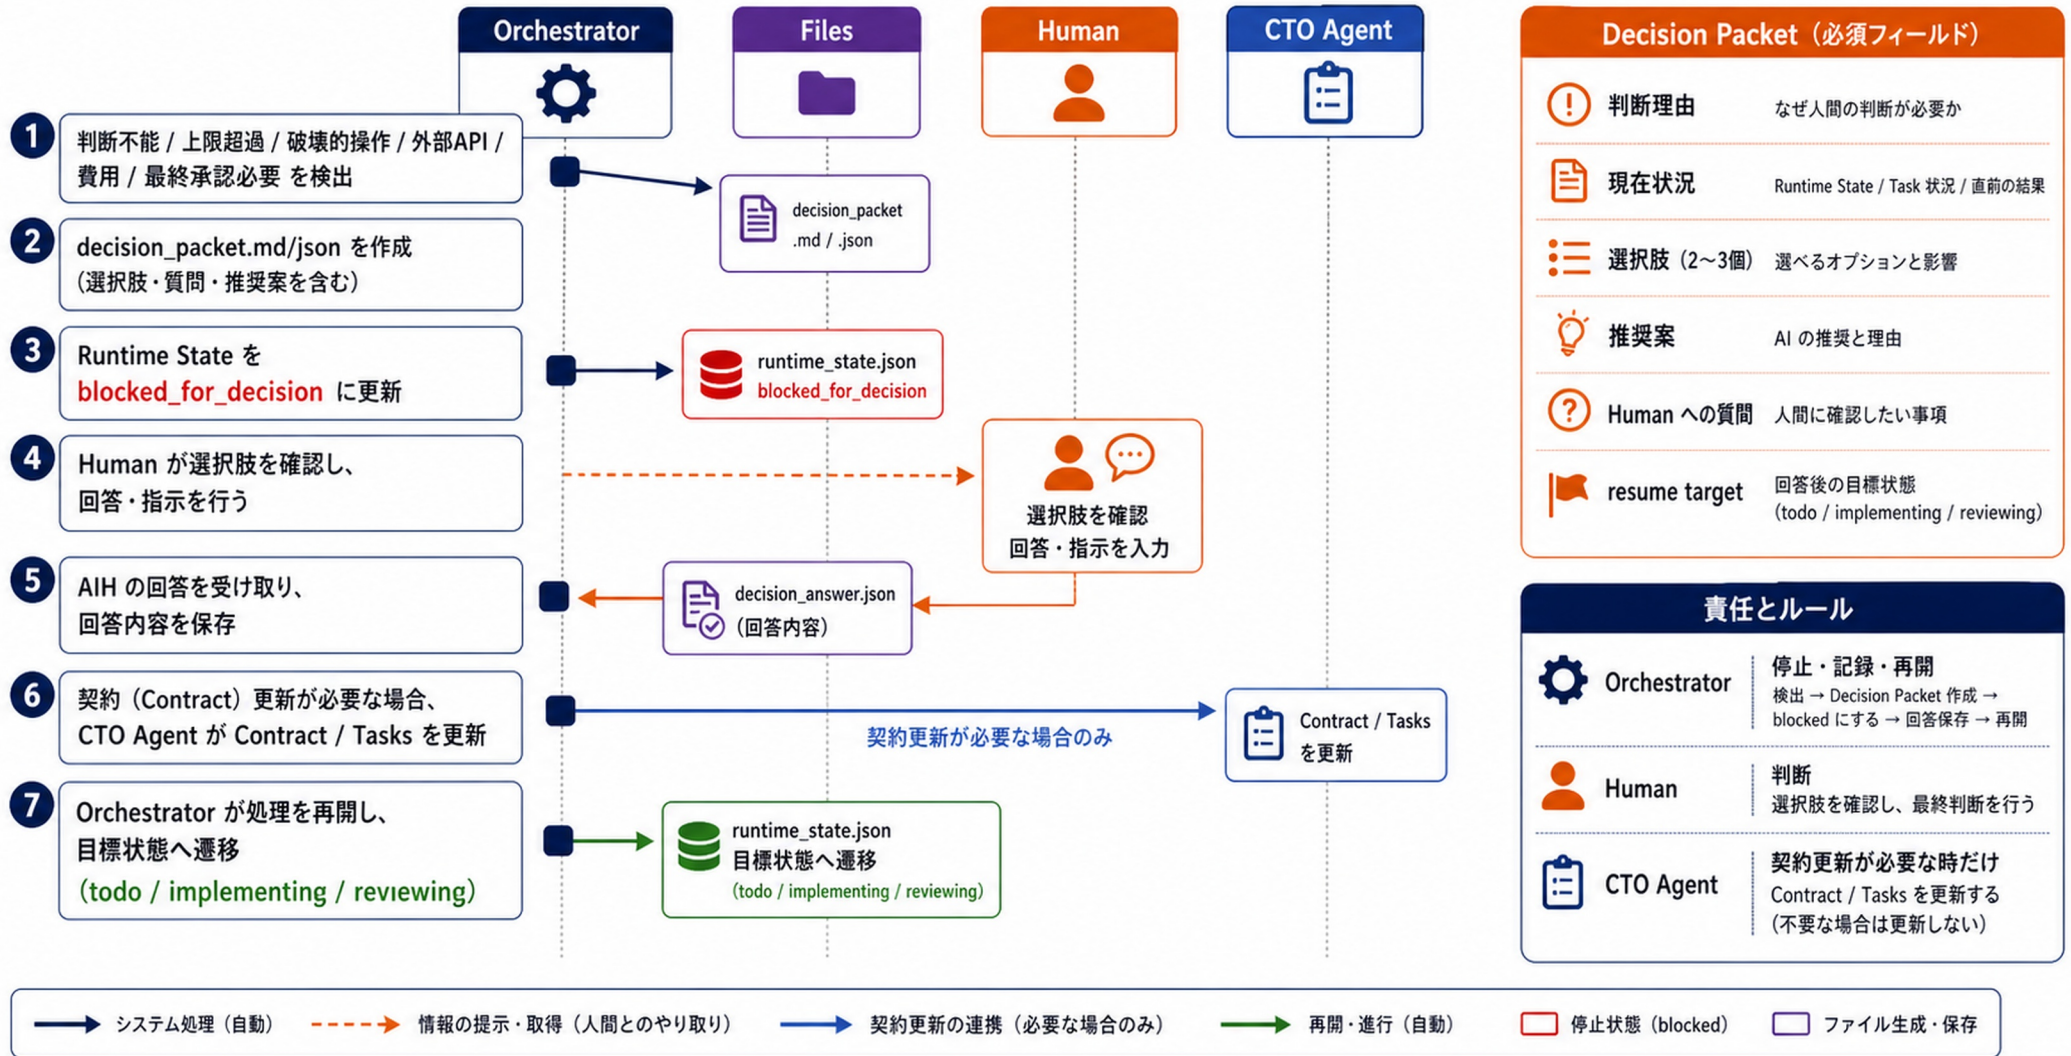 Orchestrator
Files
Human
CTO Agent
1
判断不能 / 上限超過 / 破壊的操作 / 外部API /
費用 / 最終承認必要 を検出
decision_packet
.md / .json
2
decision_packet.md/json を作成
（選択肢・質問・推奨案を含む）
3
Runtime State を
blocked_for_decision に更新
runtime_state.json
blocked_for_decision
4
Human が選択肢を確認し、
回答・指示を行う
選択肢を確認
回答・指示を入力
5
AIH の回答を受け取り、
回答内容を保存
decision_answer.json
（回答内容）
6
契約（Contract）更新が必要な場合、
CTO Agent が Contract / Tasks を更新
契約更新が必要な場合のみ
Contract / Tasks
を更新
7
Orchestrator が処理を再開し、
目標状態へ遷移
（todo / implementing / reviewing）
runtime_state.json
目標状態へ遷移
（todo / implementing / reviewing）
Decision Packet（必須フィールド）
判断理由 なぜ人間の判断が必要か
現在状況 Runtime State / Task 状況 / 直前の結果
選択肢（2〜3個） 選べるオプションと影響
推奨案 AI の推奨と理由
Human への質問 人間に確認したい事項
resume target 回答後の目標状態
（todo / implementing / reviewing）
責任とルール
Orchestrator
停止・記録・再開
検出 → Decision Packet 作成 →
blocked にする → 回答保存 → 再開
Human
判断
選択肢を確認し、最終判断を行う
CTO Agent
契約更新が必要な時だけ
Contract / Tasks を更新する
（不要な場合は更新しない）
システム処理（自動） 情報の提示・取得（人間とのやり取り） 契約更新の連携（必要な場合のみ） 再開・進行（自動） 停止状態（blocked） ファイル生成・保存